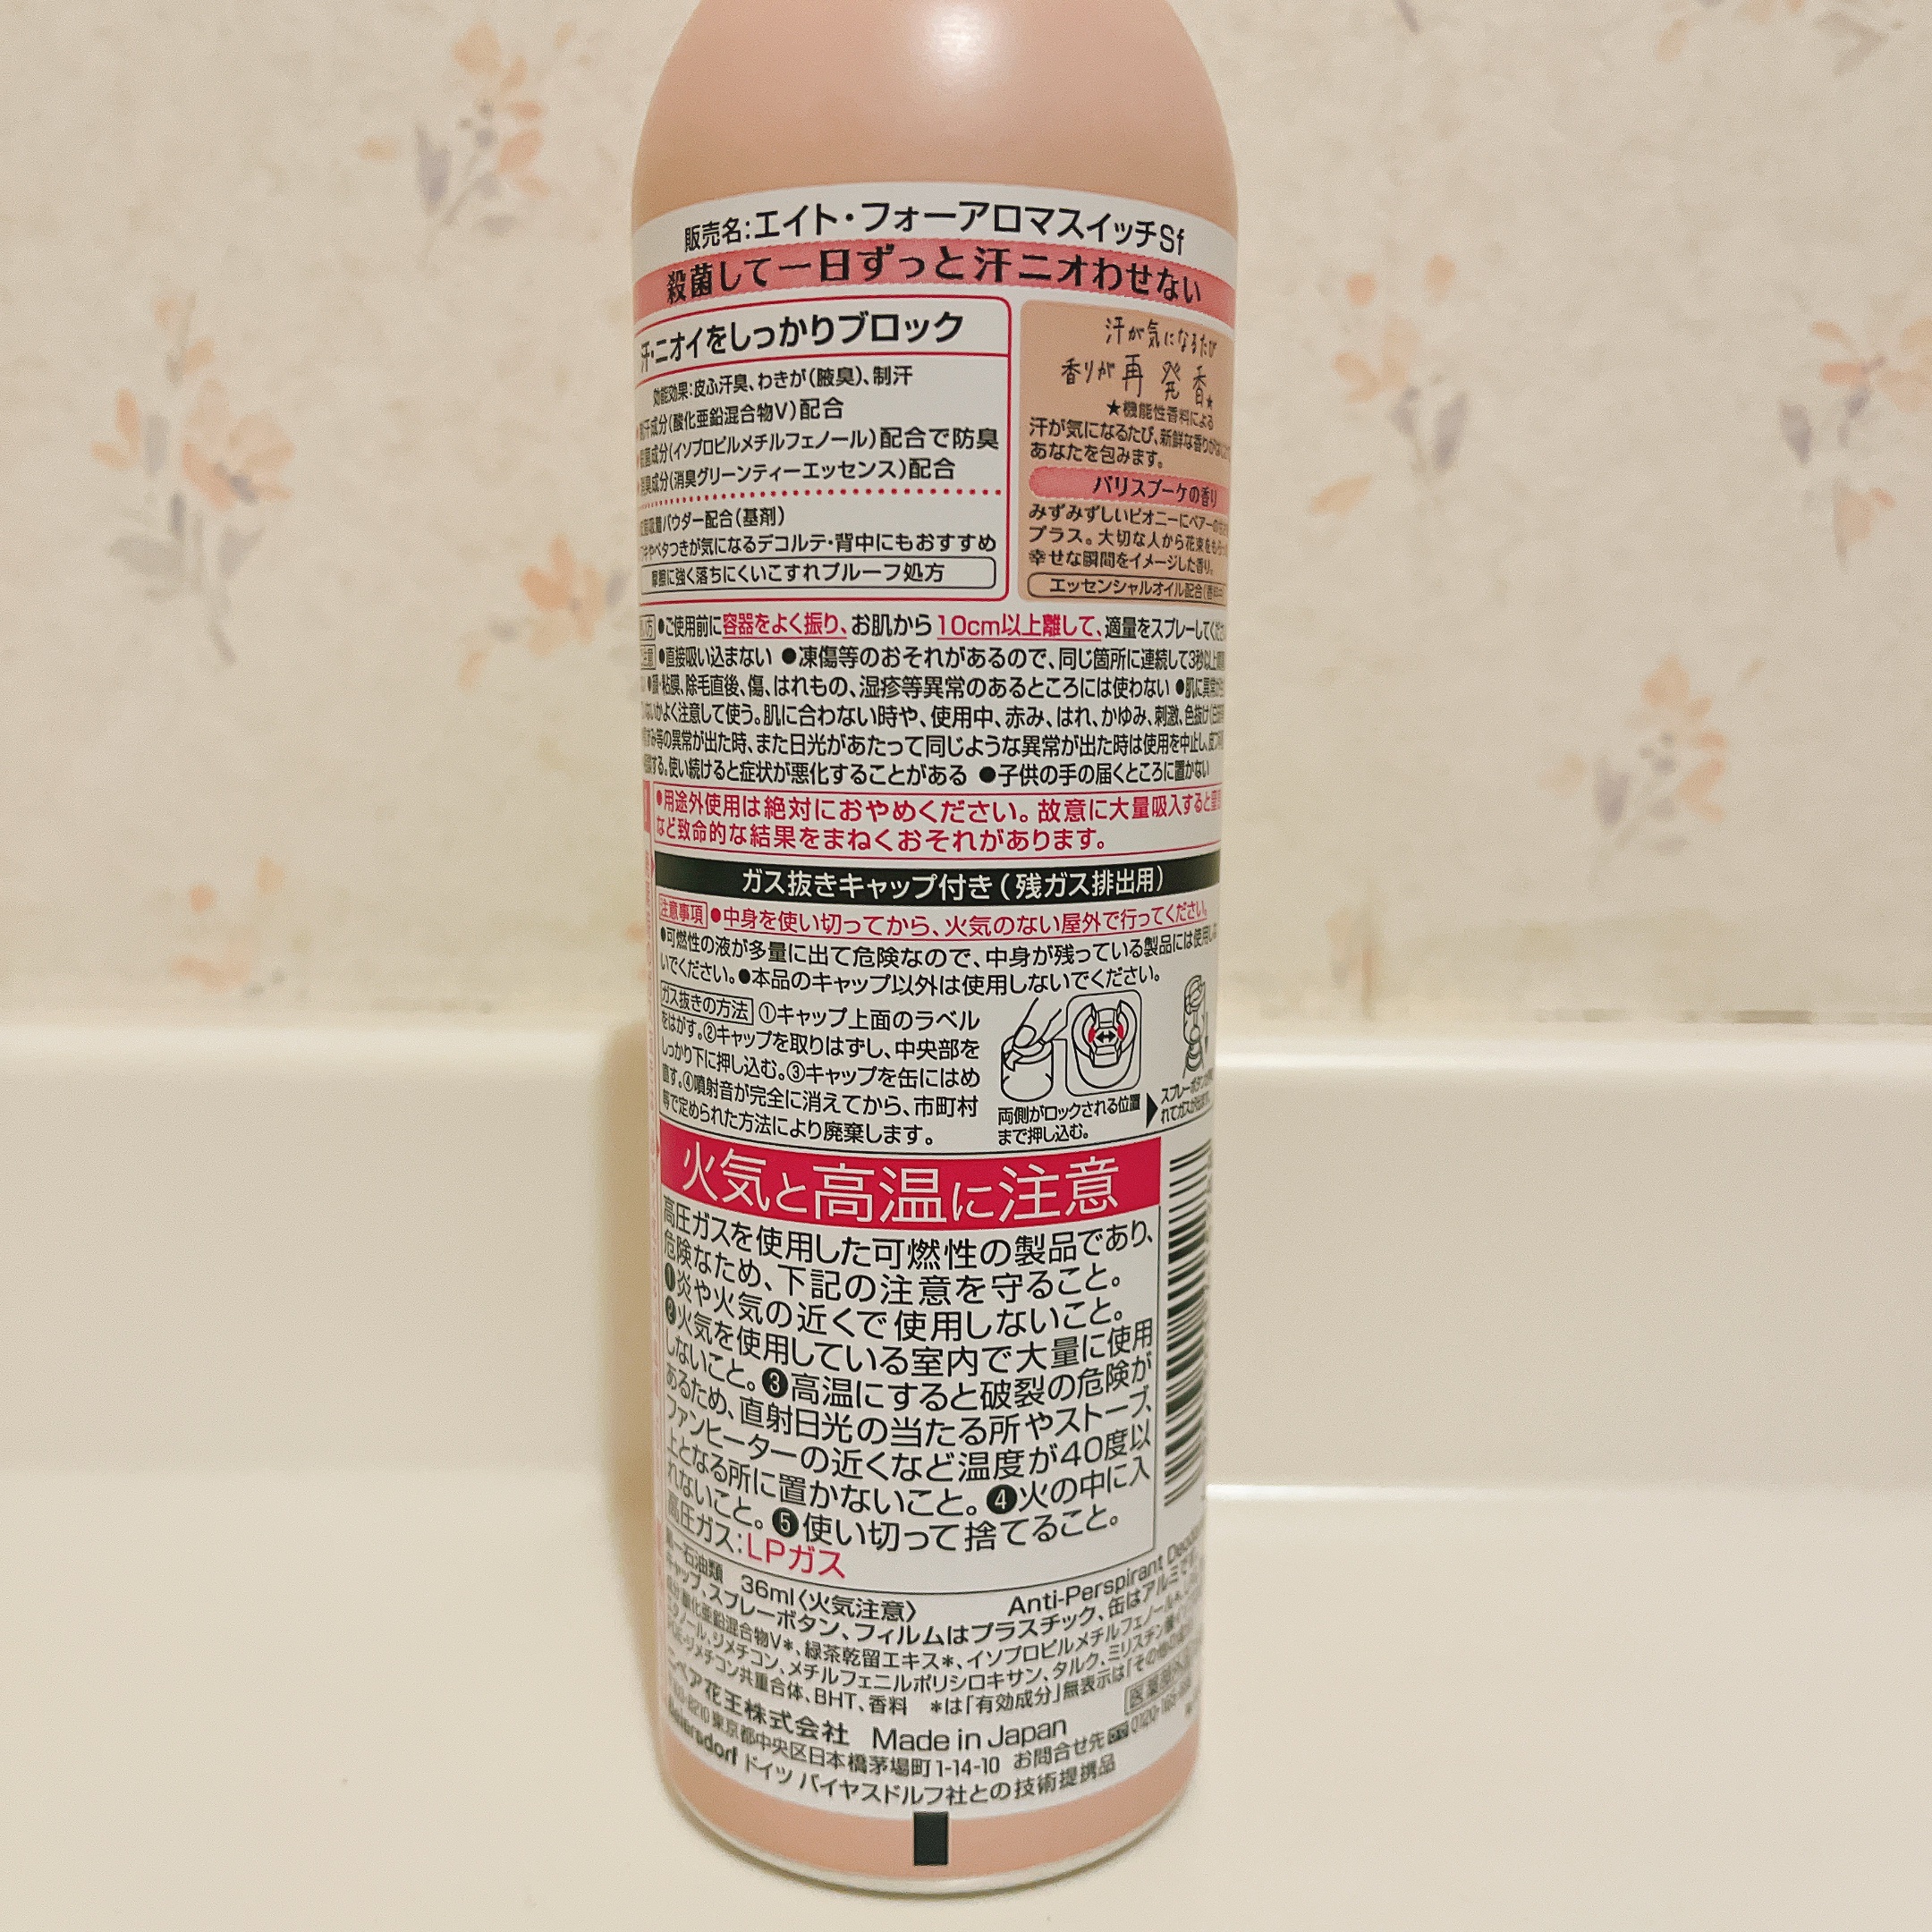 販売名:エイト・フォーアロマスイッチSf
殺菌して一日ずっと汗ニオわせない
汗・ニオイをしっかりブロック
効能効果:皮ふ汗臭、わきが(腋臭)、制汗
制汗成分(酸化亜鉛混合物V)配合
殺菌成分(イソプロピルメチルフェノール)配合で防臭
消臭成分(消臭グリーンティーエッセンス)配合
吸着パウダー配合(基剤)
やベタつきが気になるデコルテ・背中にもおすすめ
摩擦に強く落ちにくいこすれプルーフ処方
汗が気になるたび
香りが再発香★
★機能性香料による
汗が気になるたび、新鮮な香りが
あなたを包みます。
パリスブーケの香り
みずみずしいピオニーにペアーの
プラス。大切な人から花束を
幸せな瞬間をイメージした香り。
エッセンシャルオイル配合
●ご使用前に容器をよく振り、お肌から10cm以上離して、適量をスプレーしてくだ
注意 ●直接吸い込まない ●凍傷等のおそれがあるので、同じ箇所に連続して3秒以上
●顔・粘膜、除毛直後、傷、はれもの、湿疹等異常のあるところには使わない ●肌に異常が
ないかよく注意して使う。肌に合わない時や、使用中、赤み、はれ、かゆみ、刺激、色抜け
等の異常が出た時、また日光があたって同じような異常が出た時は使用を中止し、
する。使い続けると症状が悪化することがある ●子供の手の届くところに置かない
●用途外使用は絶対におやめください。故意に大量吸入すると
など致命的な結果をまねくおそれがあります。
ガス抜きキャップ付き(残ガス排出用)
注意事項 ●中身を使い切ってから、火気のない屋外で行ってください。
●可燃性の液が多量に出て危険なので、中身が残っている製品には使用しな
いでください。●本品のキャップ以外は使用しないでください。
ガス抜きの方法 ①キャップ上面のラベル
をはがす。②キャップを取りはずし、中央部を
しっかり下に押し込む。③キャップを缶にはめ
直す。④噴射音が完全に消えてから、市町村
等で定められた方法により廃棄します。
両側がロックされる位置
まで押し込む。
スプレーボタンが
れてガスが
火気と高温に注意
高圧ガスを使用した可燃性の製品であり、
危険なため、下記の注意を守ること。
❶炎や火気の近くで使用しないこと。
❷火気を使用している室内で大量に使用
しないこと。❸高温にすると破裂の危険が
あるため、直射日光の当たる所やストーブ、
ファンヒーターの近くなど温度が40度以
上となる所に置かないこと。❹火の中に入
れないこと。❺使い切って捨てること。
高圧ガス:LPガス
第一石油類 36ml〈火気注意〉 Anti-Perspirant
キャップ、スプレーボタン、フィルムはプラスチック、缶はアルミです
酸化亜鉛混合物V*、緑茶乾留エキス*、イソプロピルメチルフェノール*、
エタノール、ジメチコン、メチルフェニルポリシロキサン、タルク、ミリスチン酸
POE・ジメチコン共重合体、BHT、香料 *は「有効成分」無表示は「その他の成分」
ニベア花王株式会社 Made in Japan
8210 東京都中央区日本橋茅場町1-14-10 お問合せ先 0120-165-
Beiersdorf ドイツ バイヤスドルフ社との技術提携品